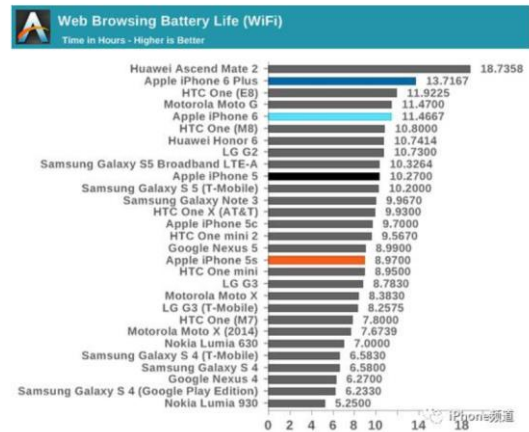 Web Browsing Battery Life (WiFi)
Time in Hours - Higher is Better
Huawei Ascend Mate 2 18.7358
Apple iPhone 6 Plus 13.7167
HTC One (E8) 11.9225
Motorola Moto G 11.4700
Apple iPhone 6 11.4667
HTC One (M8) 10.8000
Huawei Honor 6 10.7414
LG G2 10.7300
Samsung Galaxy S5 Broadband LTE-A 10.3264
Apple iPhone 5 10.2700
Samsung Galaxy S 5 (T-Mobile) 10.2000
Samsung Galaxy Note 3 9.9670
HTC One X (AT&T) 9.9300
Apple iPhone 5c 9.7000
HTC One mini 2 9.5670
Google Nexus 5 8.9900
Apple iPhone 5s 8.9700
HTC One mini 8.9500
LG G3 8.7830
Motorola Moto X 8.3830
LG G3 (T-Mobile) 8.2575
HTC One (M7) 7.8000
Motorola Moto X (2014) 7.6739
Nokia Lumia 630 7.0000
Samsung Galaxy S 4 (T-Mobile) 6.5830
Samsung Galaxy S 4 6.5800
Google Nexus 4 6.2700
Samsung Galaxy S 4 (Google Play Edition) 6.2330
Nokia Lumia 930 5.2500
0 2 4 6 8 10 12 14 18
iPhone频道